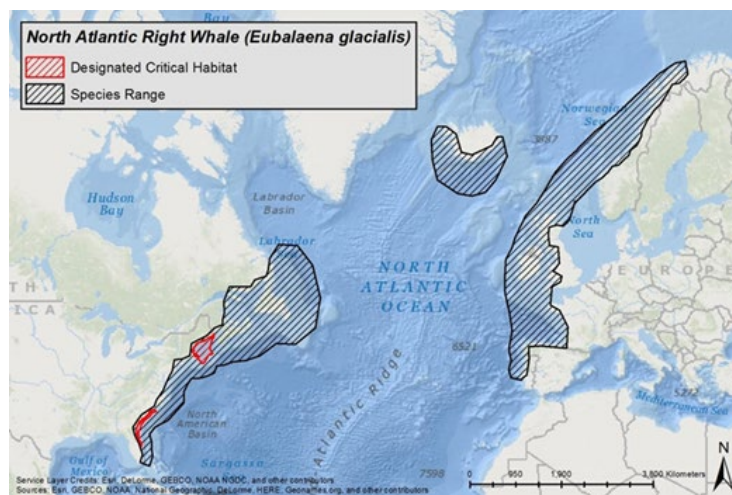 Bay
North Atlantic Right Whale (Eubalaena glacialis)
Designated Critical Habitat
Species Range
Norwegian
Sea
3887
Hudson
Bay
Labrador
Basin
Labrador
North
Sea
NORTH
ATLANTIC
OCEAN
EUROPE
6521
Atlantic Ridge
North
American
Basin
5272
Mediterranean Sea
Gulf of
Mexico
Sargasso
7598
N
0 950 1,900 3,800 Kilometers
Service Layer Credits: Esri, DeLorme, GEBCO, NOAA NGDC, and other contributors
Sources: Esri, GEBCO, NOAA, National Geographic, DeLorme, HERE, Geonames.org, and other contributors